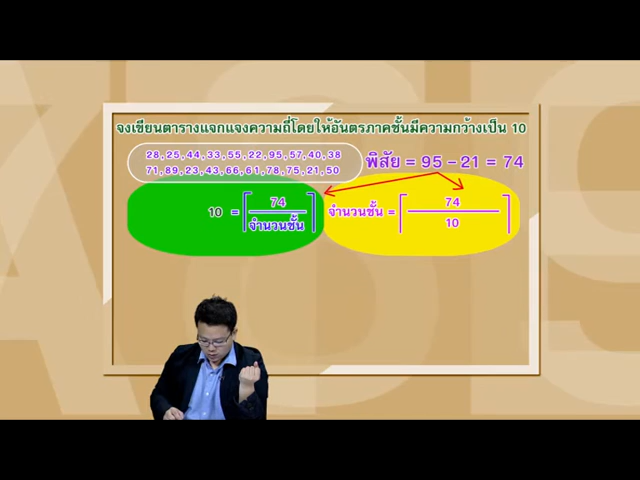 จงเขียนตารางแจกแจงความถี่โดยให้อันตรภาคชั้นมีความกว้างเป็น 10
28,25,44,33,55,22,95,57,40,38
71,89,23,43,66,61,78,75,21,50
พิสัย = 95 – 21 = 74
10 = ⌈74 / จำนวนชั้น⌉
จำนวนชั้น = ⌈74 / 10⌉